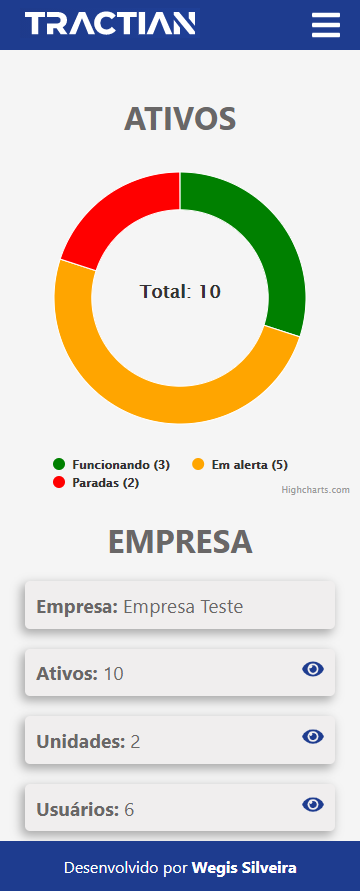 TRACTIAN
ATIVOS
Total: 10
Funcionando (3) Em alerta (5)
Paradas (2)
Highcharts.com
EMPRESA
Empresa: Empresa Teste
Ativos: 10
Unidades: 2
Usuários: 6
Desenvolvido por Wegis Silveira